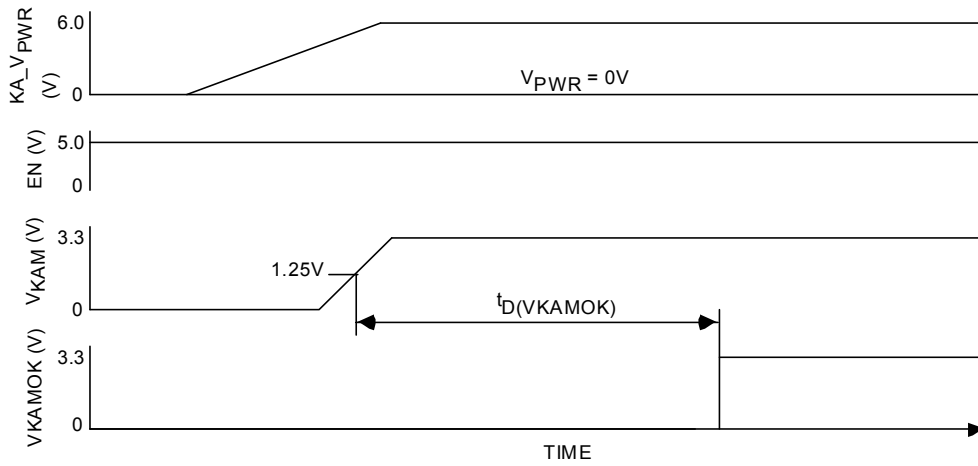 KA_VPWR (V)
6.0
0
VPWR = 0V
EN (V)
5.0
0
VKAM (V)
3.3
1.25V
0
tD(VKAMOK)
VKAMOK (V)
3.3
0
TIME